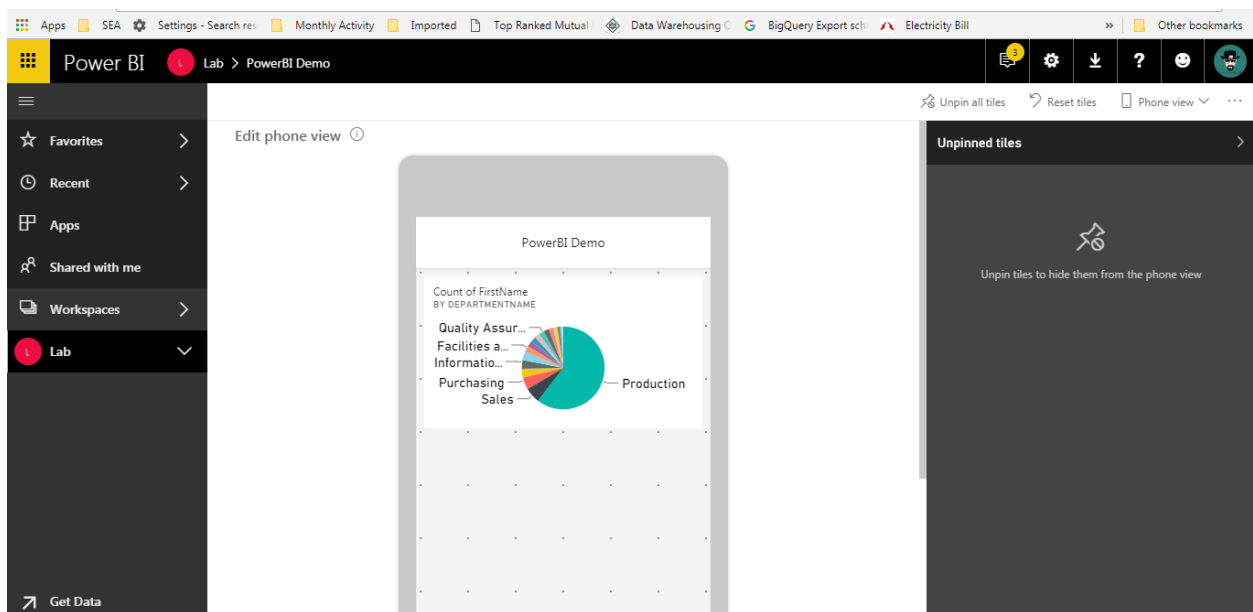 Apps SEA Settings - Search res Monthly Activity Imported Top Ranked Mutual Data Warehousing C G BigQuery Export sch Electricity Bill » Other bookmarks
Power BI L Lab > PowerBI Demo 3 ?
Unpin all tiles Reset tiles Phone view ...
Favorites
Recent
Apps
Shared with me
Workspaces
L Lab
Get Data
Edit phone view
PowerBI Demo
Count of FirstName
BY DEPARTMENTNAME
Quality Assur...
Facilities a...
Informatio...
Purchasing
Sales
Production
Unpinned tiles
Unpin tiles to hide them from the phone view